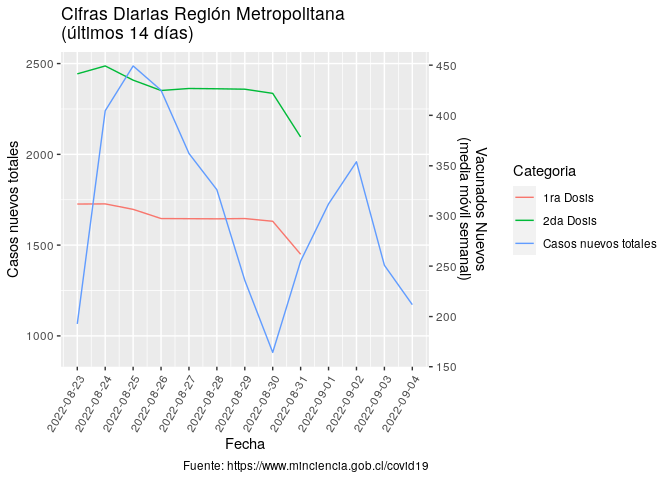 Cifras Diarias Región Metropolitana
(últimos 14 días)
Casos nuevos totales
2500
2000
1500
1000
450
400
350
300
250
200
150
Vacunados Nuevos
(media móvil semanal)
2022-08-23
2022-08-24
2022-08-25
2022-08-26
2022-08-27
2022-08-28
2022-08-29
2022-08-30
2022-08-31
2022-09-01
2022-09-02
2022-09-03
2022-09-04
Fecha
Categoria
1ra Dosis
2da Dosis
Casos nuevos totales
Fuente: https://www.minciencia.gob.cl/covid19